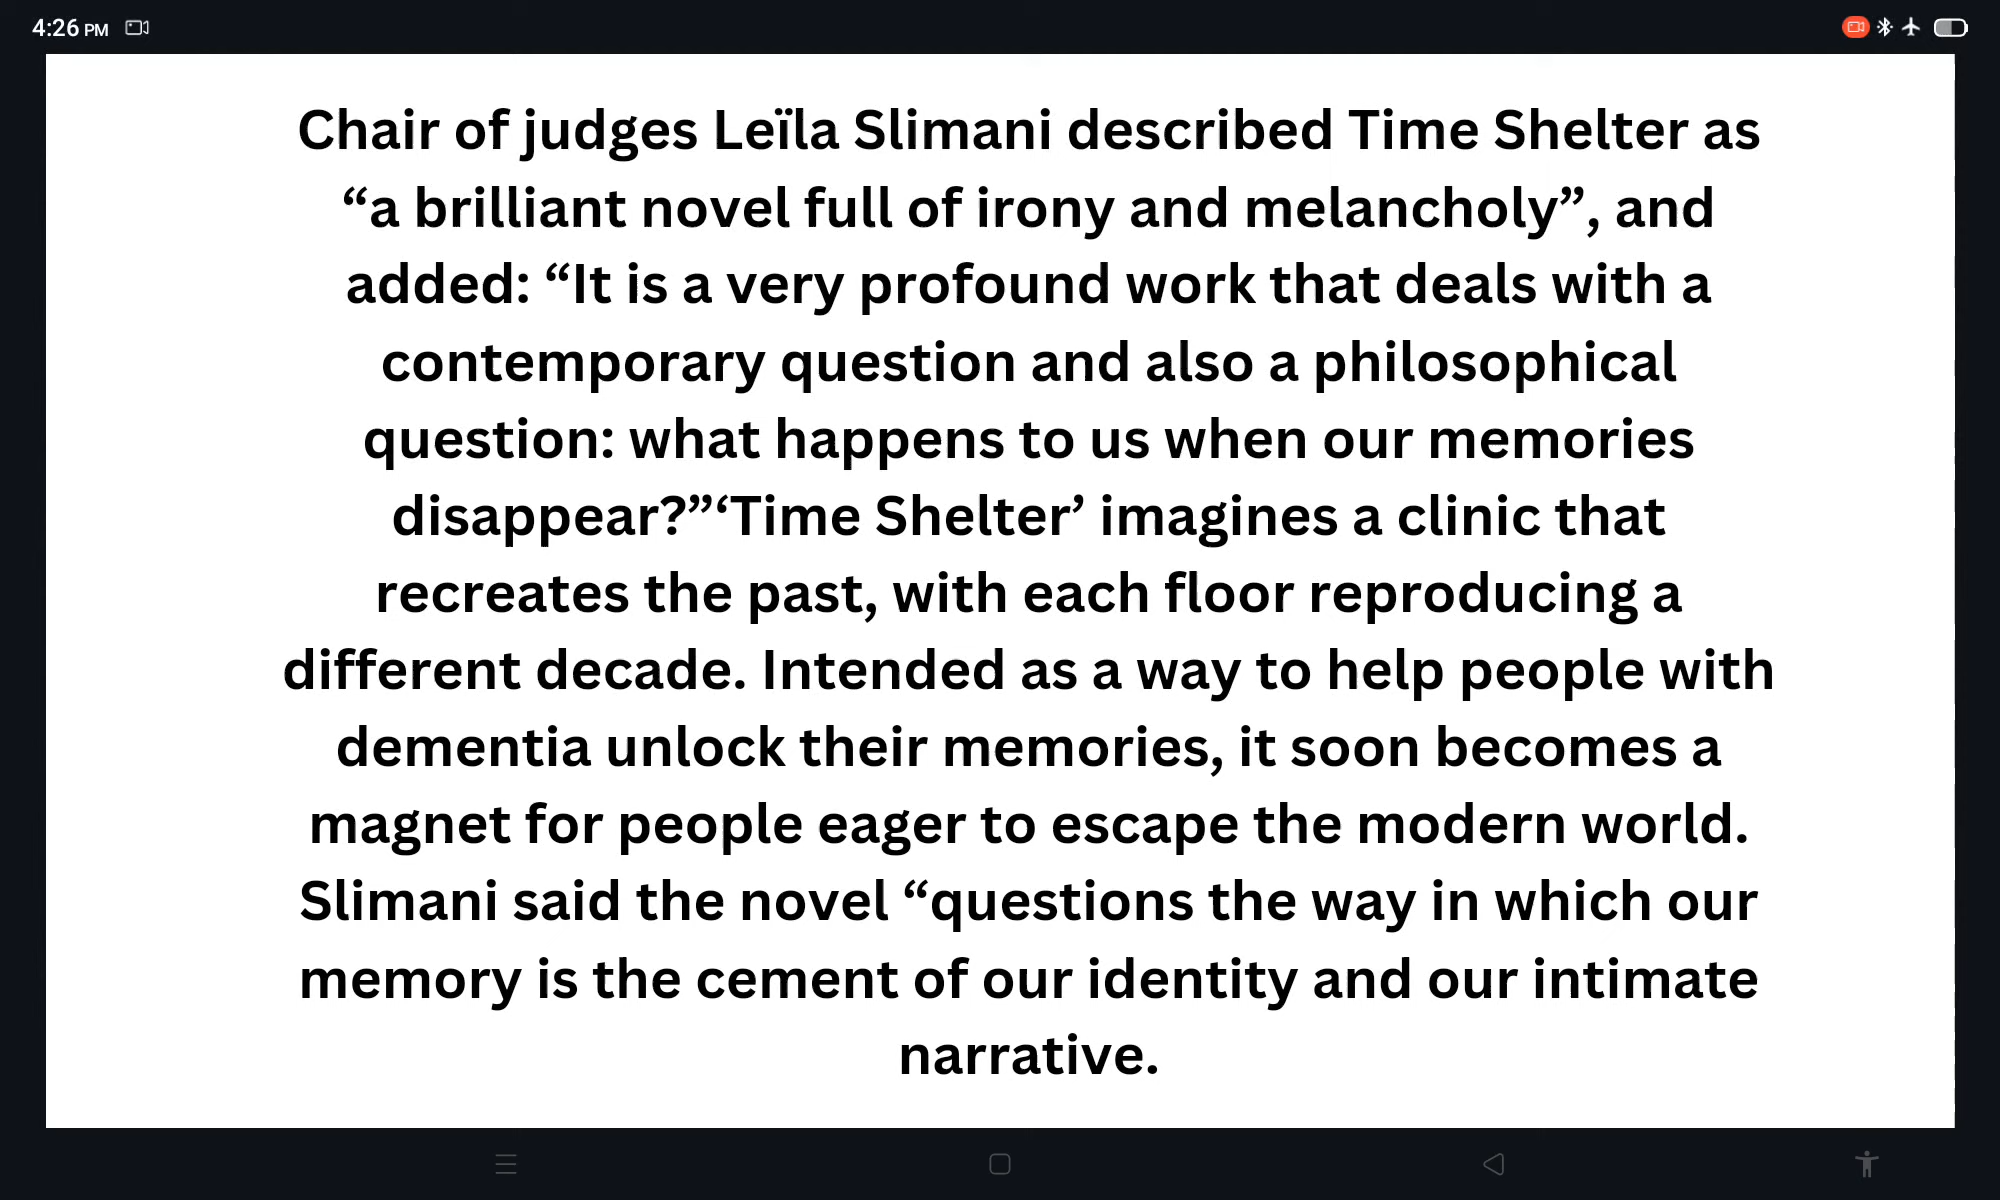 4:26 PM
Chair of judges Leïla Slimani described Time Shelter as
“a brilliant novel full of irony and melancholy”, and
added: “It is a very profound work that deals with a
contemporary question and also a philosophical
question: what happens to us when our memories
disappear?”‘Time Shelter’ imagines a clinic that
recreates the past, with each floor reproducing a
different decade. Intended as a way to help people with
dementia unlock their memories, it soon becomes a
magnet for people eager to escape the modern world.
Slimani said the novel “questions the way in which our
memory is the cement of our identity and our intimate
narrative.